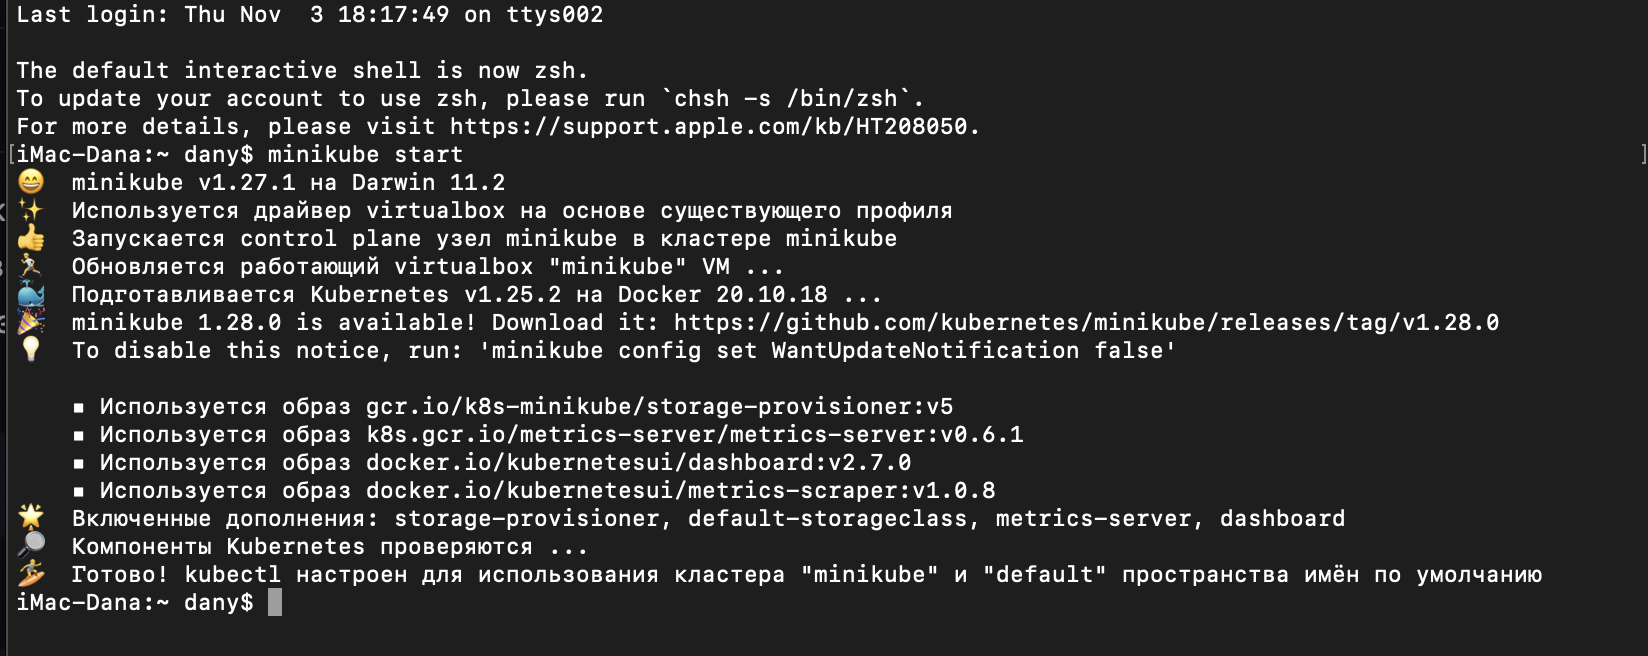 Last login: Thu Nov  3 18:17:49 on ttys002
The default interactive shell is now zsh.
To update your account to use zsh, please run `chsh -s /bin/zsh`.
For more details, please visit https://support.apple.com/kb/HT208050.
[iMac-Dana:~ dany$ minikube start ]
😄  minikube v1.27.1 на Darwin 11.2
✨  Используется драйвер virtualbox на основе существующего профиля
👍  Запускается control plane узел minikube в кластере minikube
🏃  Обновляется работающий virtualbox "minikube" VM ...
🐳  Подготавливается Kubernetes v1.25.2 на Docker 20.10.18 ...
🎉  minikube 1.28.0 is available! Download it: https://github.com/kubernetes/minikube/releases/tag/v1.28.0
💡  To disable this notice, run: 'minikube config set WantUpdateNotification false'
▪ Используется образ gcr.io/k8s-minikube/storage-provisioner:v5
▪ Используется образ k8s.gcr.io/metrics-server/metrics-server:v0.6.1
▪ Используется образ docker.io/kubernetesui/dashboard:v2.7.0
▪ Используется образ docker.io/kubernetesui/metrics-scraper:v1.0.8
🌟  Включенные дополнения: storage-provisioner, default-storageclass, metrics-server, dashboard
🔎  Компоненты Kubernetes проверяются ...
🏄  Готово! kubectl настроен для использования кластера "minikube" и "default" пространства имён по умолчанию
iMac-Dana:~ dany$